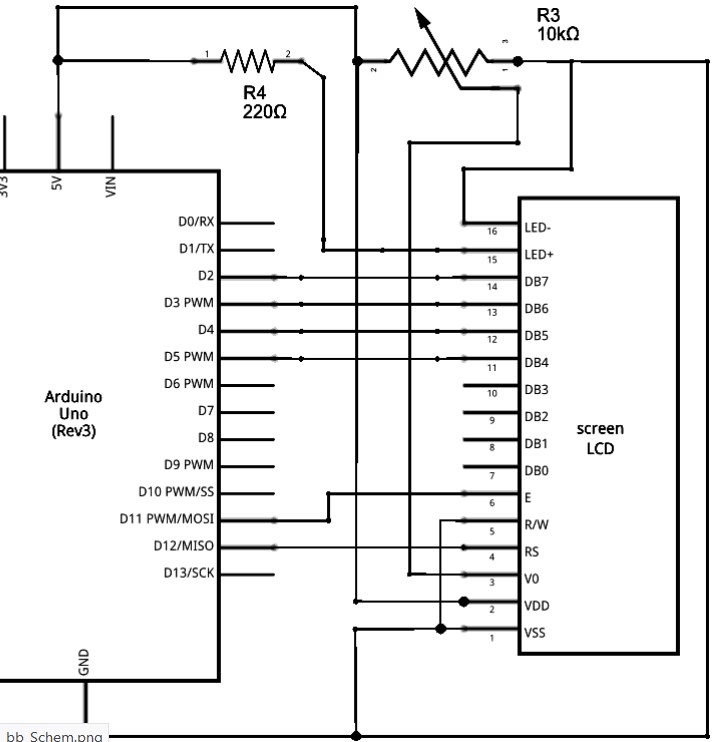 R3
10kΩ
1
2
2
3
1
R4
220Ω
3V3
5V
VIN
D0/RX
D1/TX
D2
D3 PWM
D4
D5 PWM
D6 PWM
D7
D8
D9 PWM
D10 PWM/SS
D11 PWM/MOSI
D12/MISO
D13/SCK
Arduino
Uno
(Rev3)
GND
16
LED-
15
LED+
14
DB7
13
DB6
12
DB5
11
DB4
10
DB3
9
DB2
8
DB1
7
DB0
6
E
5
R/W
4
RS
3
V0
2
VDD
1
VSS
screen
LCD
bb_Schem.png